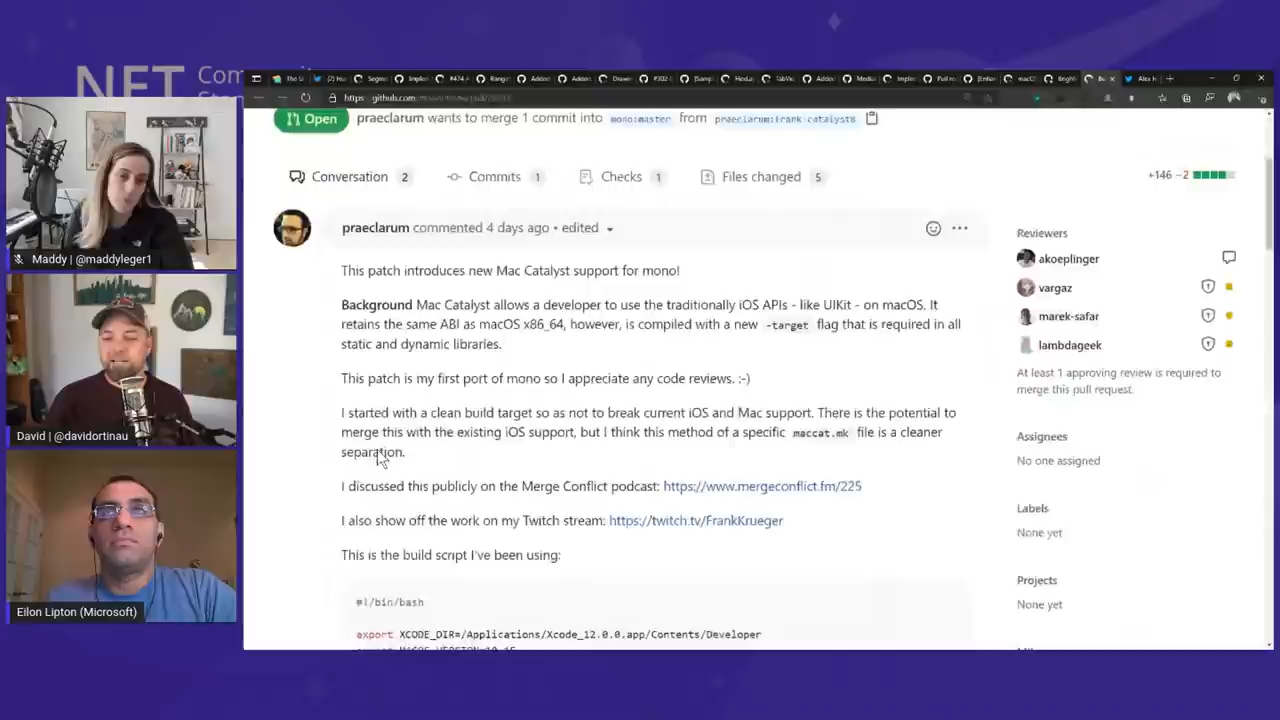 .NET Community
Maddy | @maddyleger1
David | @davidortinau
Eilon Lipton (Microsoft)
https
github.com
Open
praeclarum wants to merge 1 commit into mono:master from praeclarum:frank-catalyst8
Conversation 2
Commits 1
Checks 1
Files changed 5
+146 −2
praeclarum commented 4 days ago • edited
This patch introduces new Mac Catalyst support for mono!
Background Mac Catalyst allows a developer to use the traditionally iOS APIs - like UIKit - on macOS. It
retains the same ABI as macOS x86_64, however, is compiled with a new -target flag that is required in all
static and dynamic libraries.
This patch is my first port of mono so I appreciate any code reviews. :-)
I started with a clean build target so as not to break current iOS and Mac support. There is the potential to
merge this with the existing iOS support, but I think this method of a specific maccat.mk file is a cleaner
separation.
I discussed this publicly on the Merge Conflict podcast: https://www.mergeconflict.fm/225
I also show off the work on my Twitch stream: https://twitch.tv/FrankKrueger
This is the build script I've been using:
#!/bin/bash
export XCODE_DIR=/Applications/Xcode_12.0.0.app/Contents/Developer
Reviewers
akoeplinger
vargaz
marek-safar
lambdageek
At least 1 approving review is required to
merge this pull request.
Assignees
No one assigned
Labels
None yet
Projects
None yet